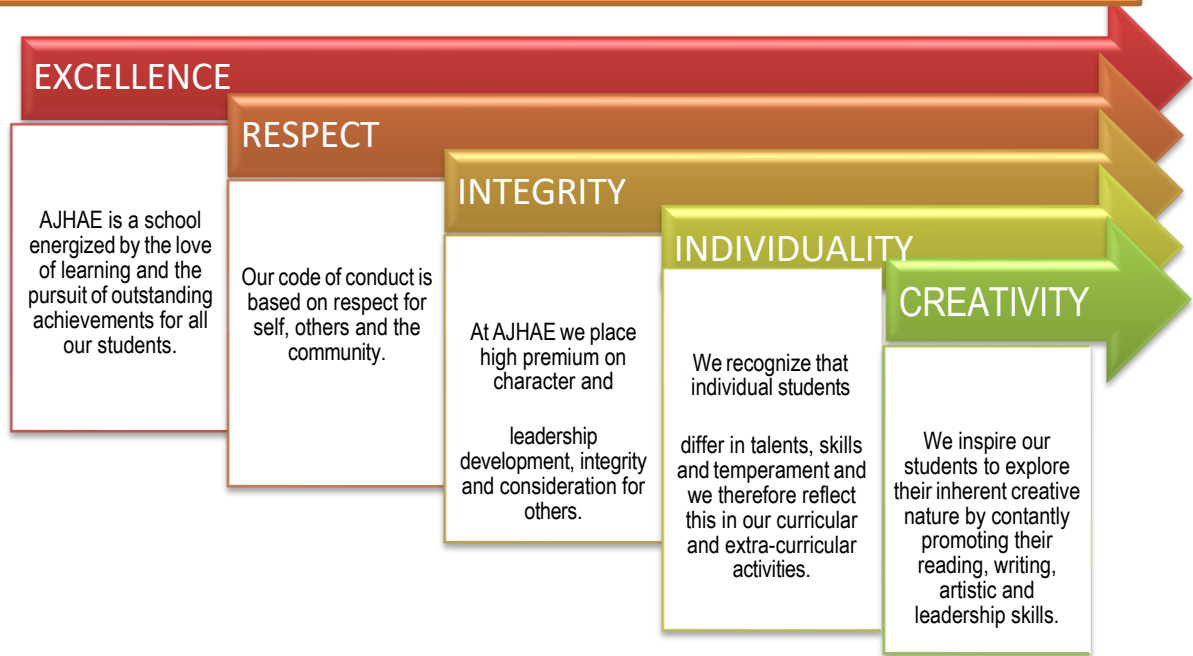 EXCELLENCE
AJHAE is a school
energized by the love
of learning and the
pursuit of outstanding
achievements for all
our students.
RESPECT
Our code of conduct is
based on respect for
self, others and the
community.
INTEGRITY
At AJHAE we place
high premium on
character and
leadership
development, integrity
and consideration for
others.
INDIVIDUALITY
We recognize that
individual students
differ in talents, skills
and temperament and
we therefore reflect
this in our curricular
and extra-curricular
activities.
CREATIVITY
We inspire our
students to explore
their inherent creative
nature by contantly
promoting their
reading, writing,
artistic and
leadership skills.